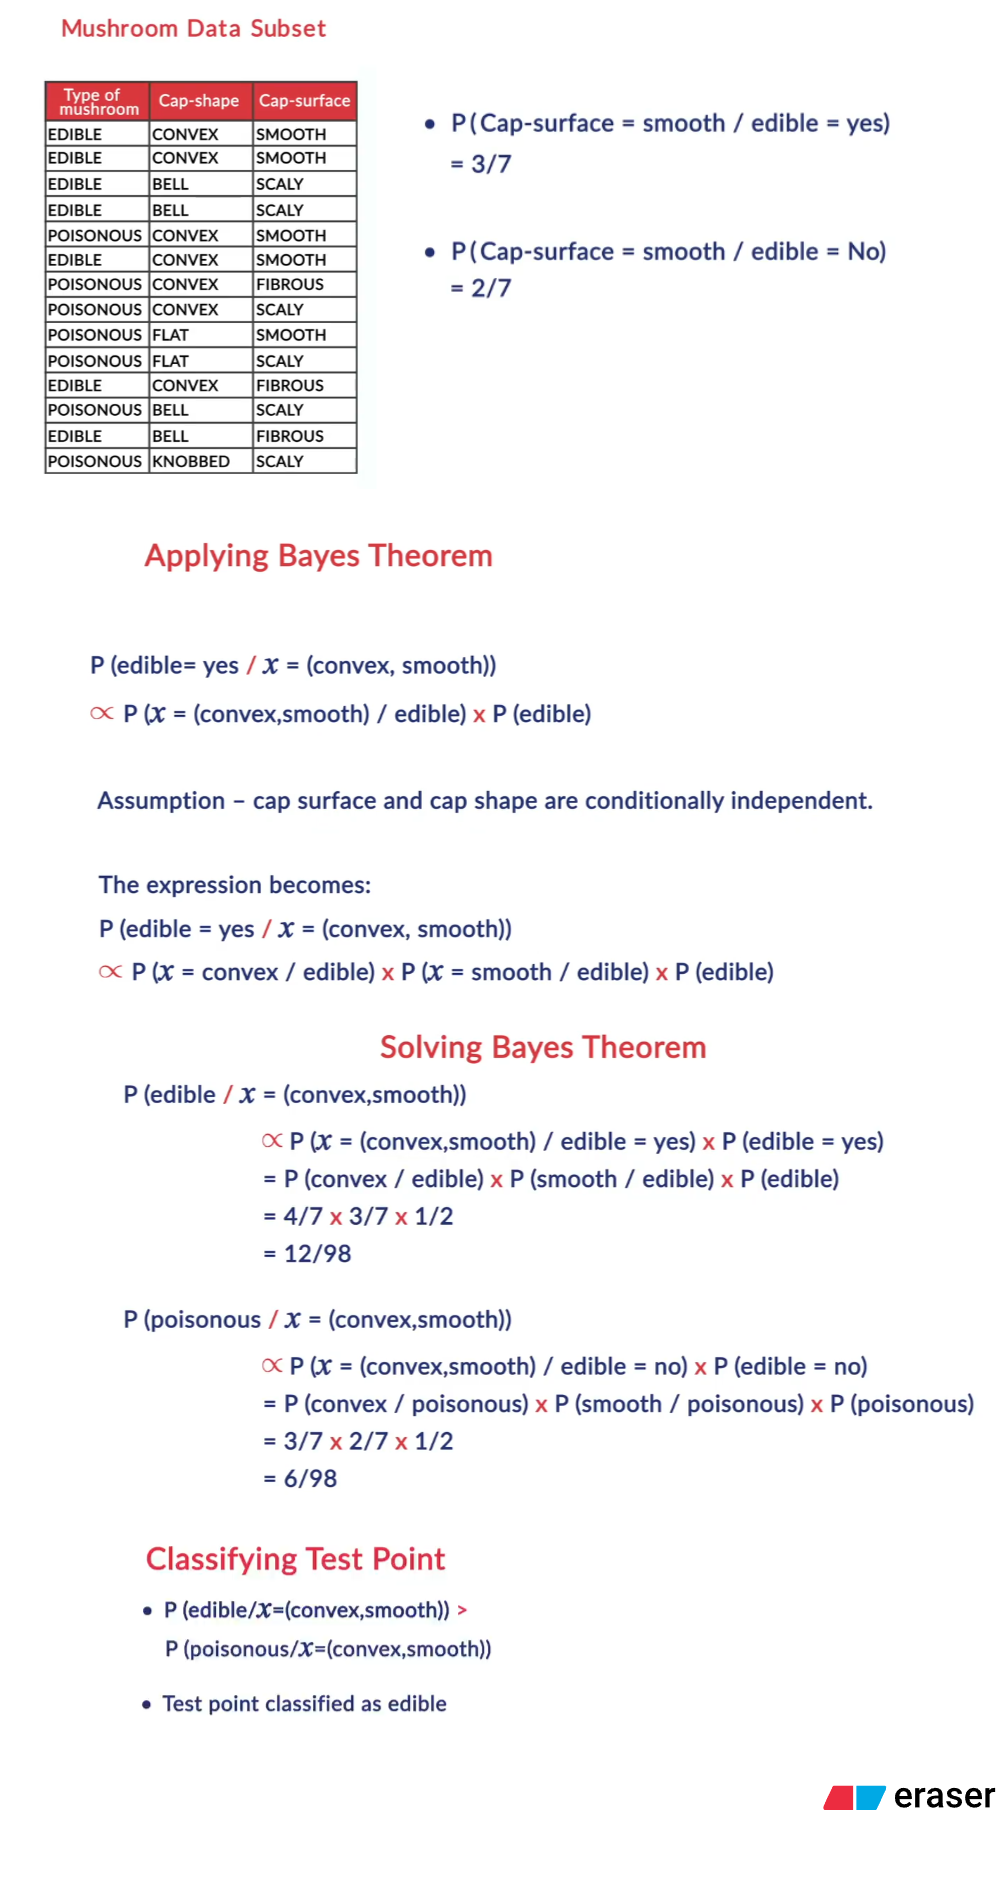 Mushroom Data Subset
Type of mushroom Cap-shape Cap-surface
EDIBLE CONVEX SMOOTH
EDIBLE CONVEX SMOOTH
EDIBLE BELL SCALY
EDIBLE BELL SCALY
POISONOUS CONVEX SMOOTH
EDIBLE CONVEX SMOOTH
POISONOUS CONVEX FIBROUS
POISONOUS CONVEX SCALY
POISONOUS FLAT SMOOTH
POISONOUS FLAT SCALY
EDIBLE CONVEX FIBROUS
POISONOUS BELL SCALY
EDIBLE BELL FIBROUS
POISONOUS KNOBBED SCALY
• P(Cap-surface = smooth / edible = yes)
= 3/7
• P(Cap-surface = smooth / edible = No)
= 2/7
Applying Bayes Theorem
P (edible= yes / x = (convex, smooth))
∝ P (x = (convex,smooth) / edible) x P (edible)
Assumption – cap surface and cap shape are conditionally independent.
The expression becomes:
P (edible = yes / x = (convex, smooth))
∝ P (x = convex / edible) x P (x = smooth / edible) x P (edible)
Solving Bayes Theorem
P (edible / x = (convex,smooth))
∝ P (x = (convex,smooth) / edible = yes) x P (edible = yes)
= P (convex / edible) x P (smooth / edible) x P (edible)
= 4/7 x 3/7 x 1/2
= 12/98
P (poisonous / x = (convex,smooth))
∝ P (x = (convex,smooth) / edible = no) x P (edible = no)
= P (convex / poisonous) x P (smooth / poisonous) x P (poisonous)
= 3/7 x 2/7 x 1/2
= 6/98
Classifying Test Point
• P (edible/x=(convex,smooth)) >
P (poisonous/x=(convex,smooth))
• Test point classified as edible
eraser